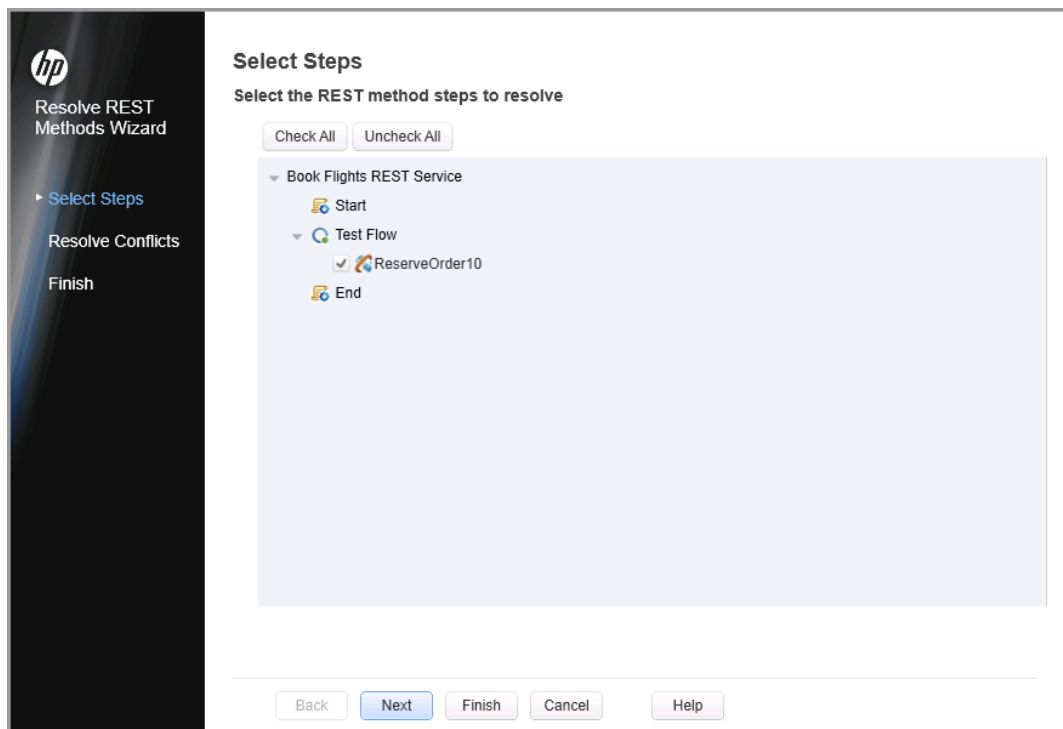 hp
Resolve REST
Methods Wizard
Select Steps
Resolve Conflicts
Finish
Select Steps
Select the REST method steps to resolve
Check All Uncheck All
Book Flights REST Service
Start
Test Flow
ReserveOrder10
End
Back Next Finish Cancel Help